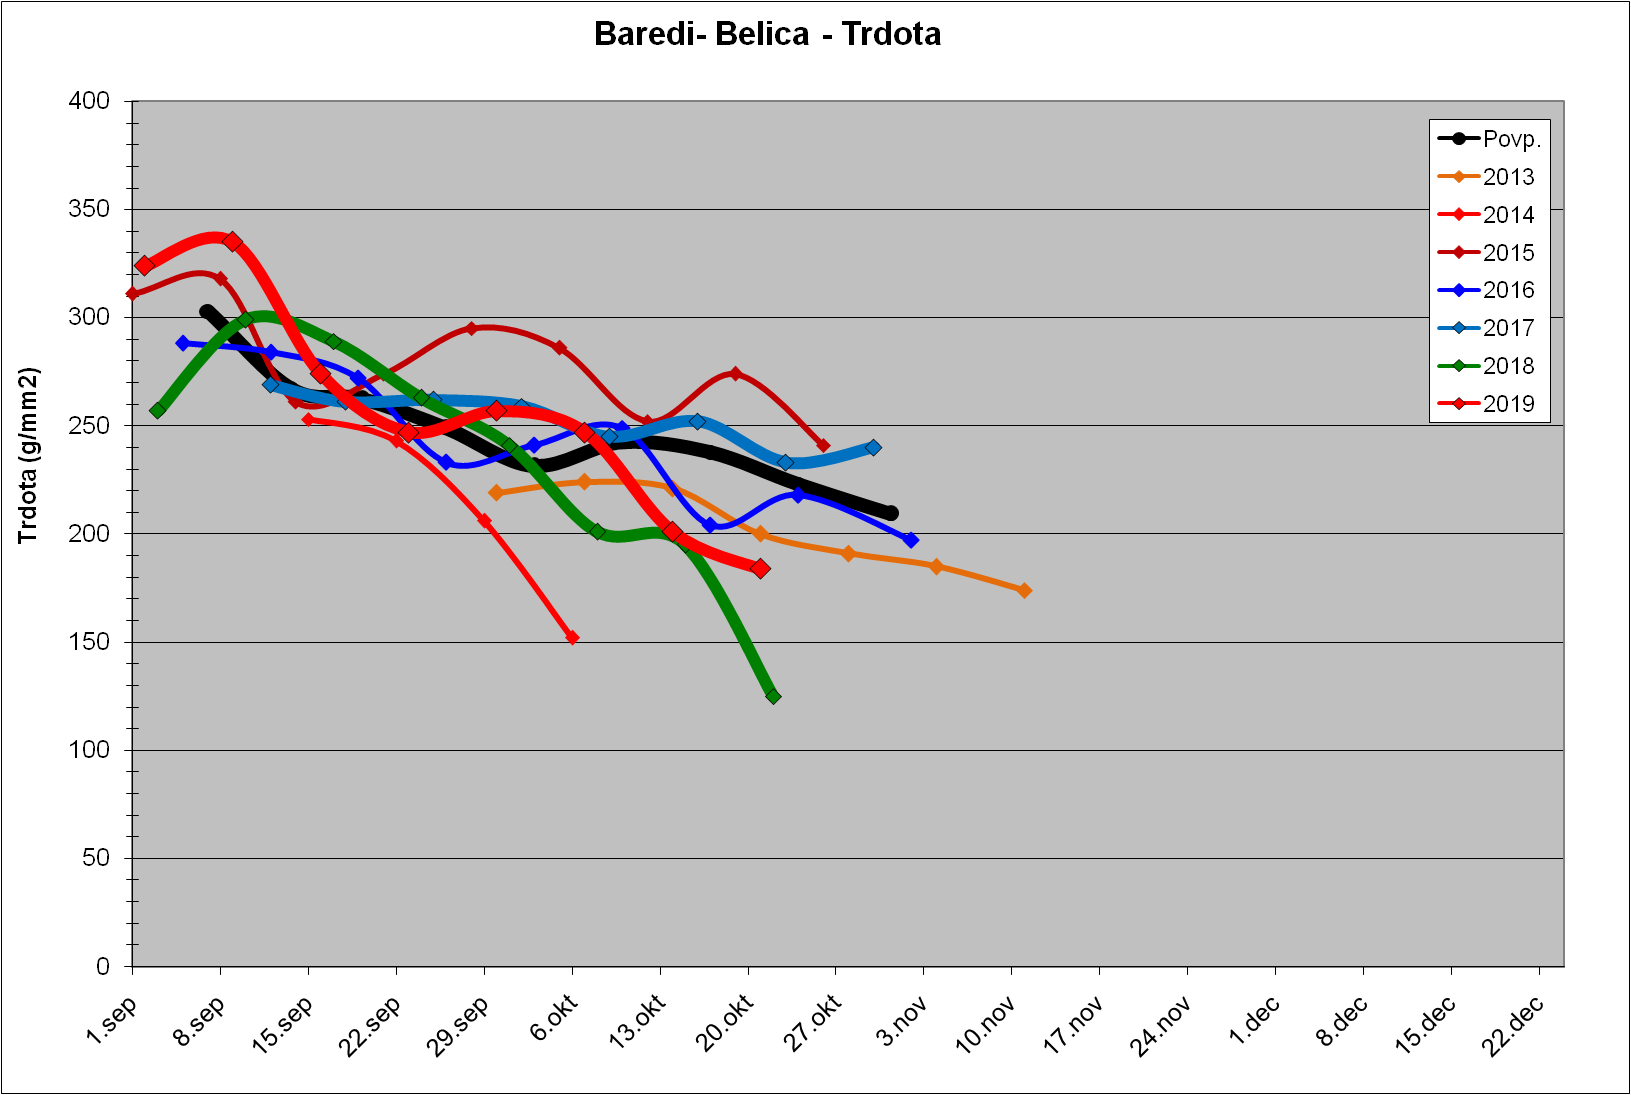 Baredi- Belica - Trdota
Trdota (g/mm2)
400
350
300
250
200
150
100
50
0
1.sep
8.sep
15.sep
22.sep
29.sep
6.okt
13.okt
20.okt
27.okt
3.nov
10.nov
17.nov
24.nov
1.dec
8.dec
15.dec
22.dec
Povp.
2013
2014
2015
2016
2017
2018
2019